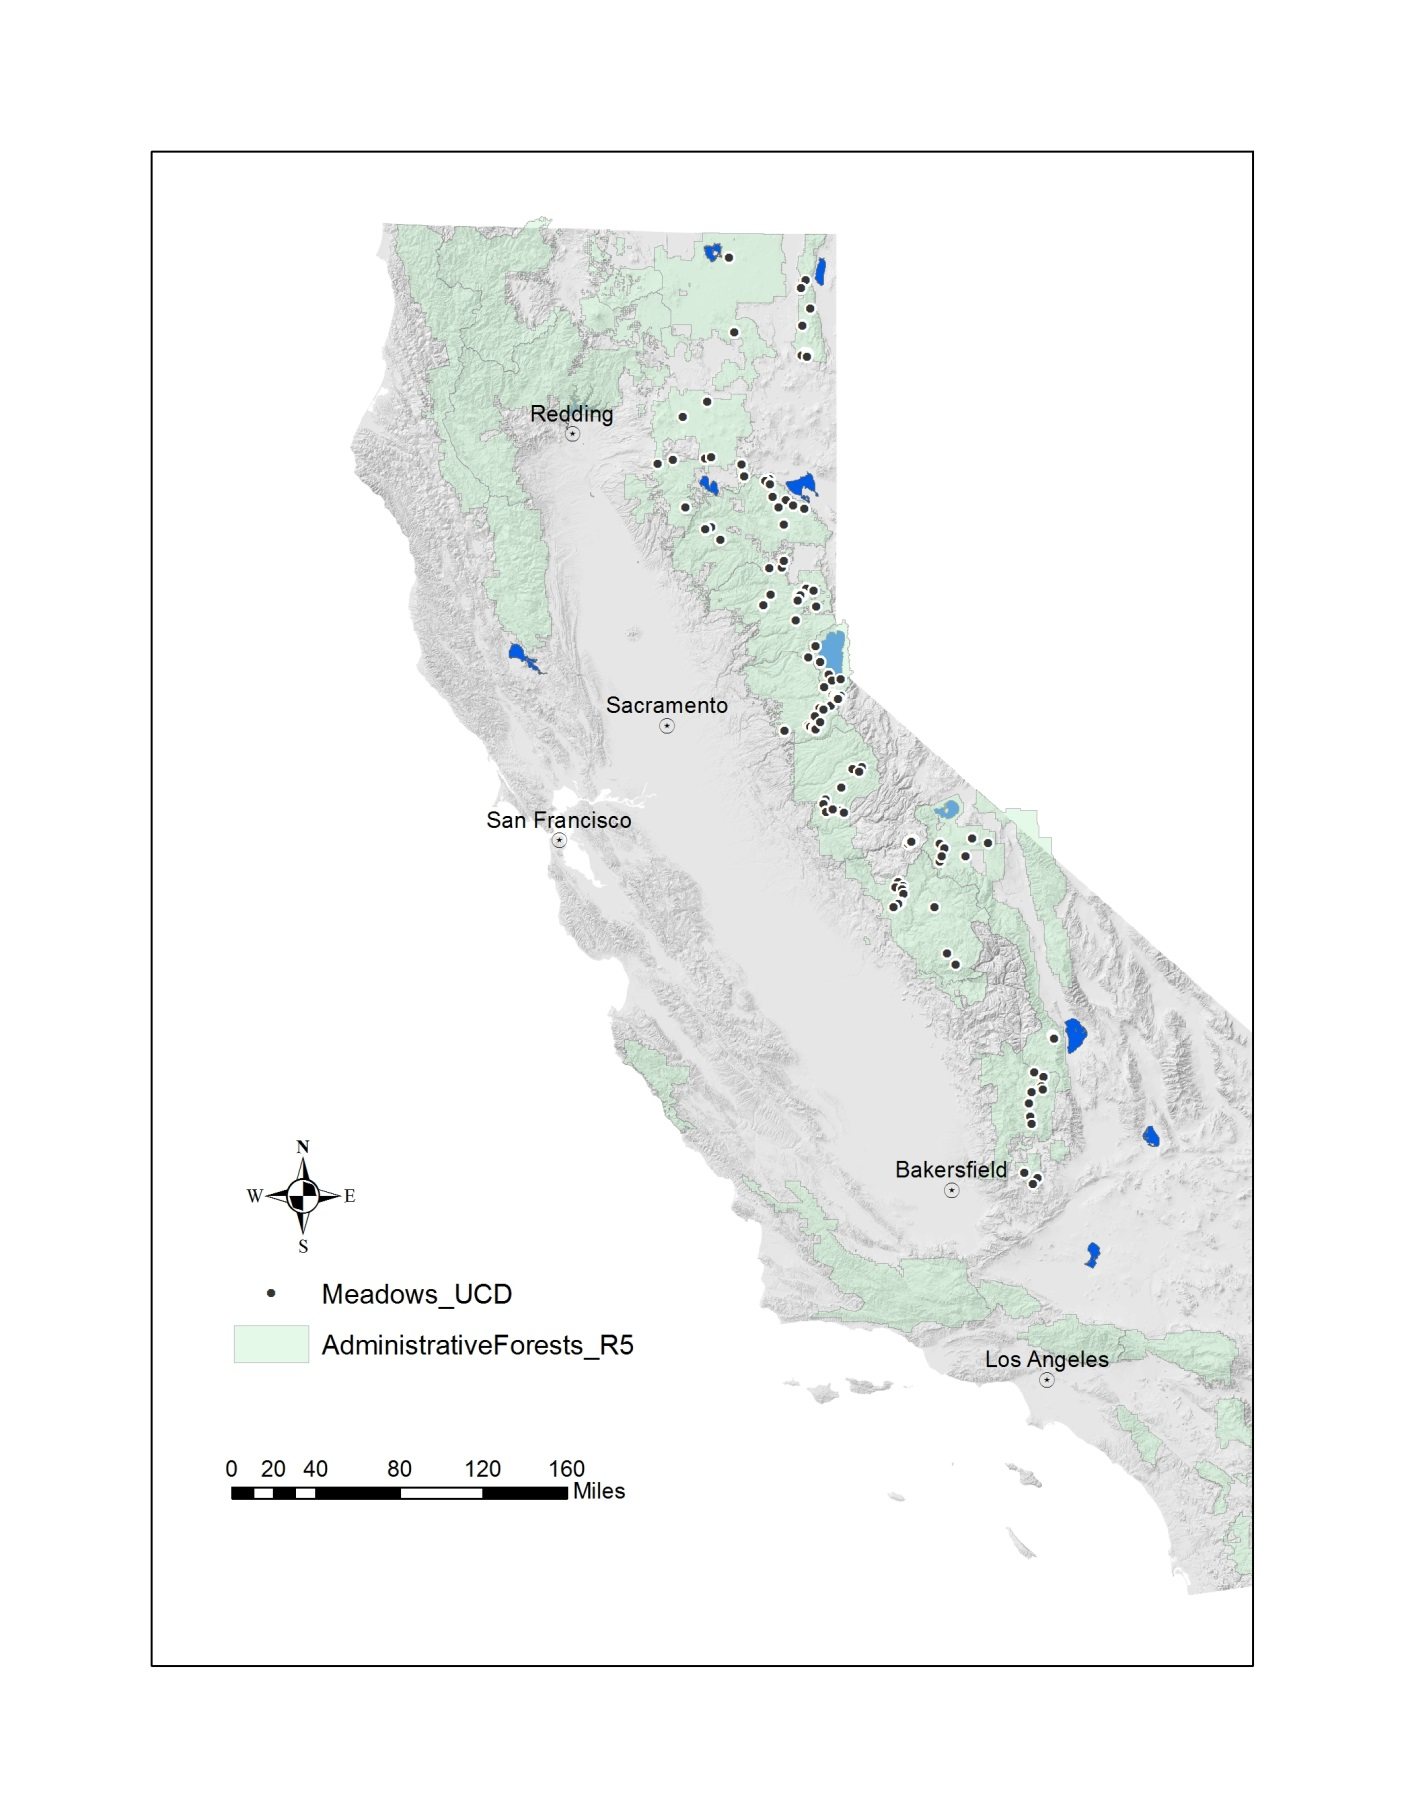 Redding
Sacramento
San Francisco
Bakersfield
N
W E
S
Meadows_UCD
AdministrativeForests_R5
Los Angeles
0 20 40 80 120 160
Miles